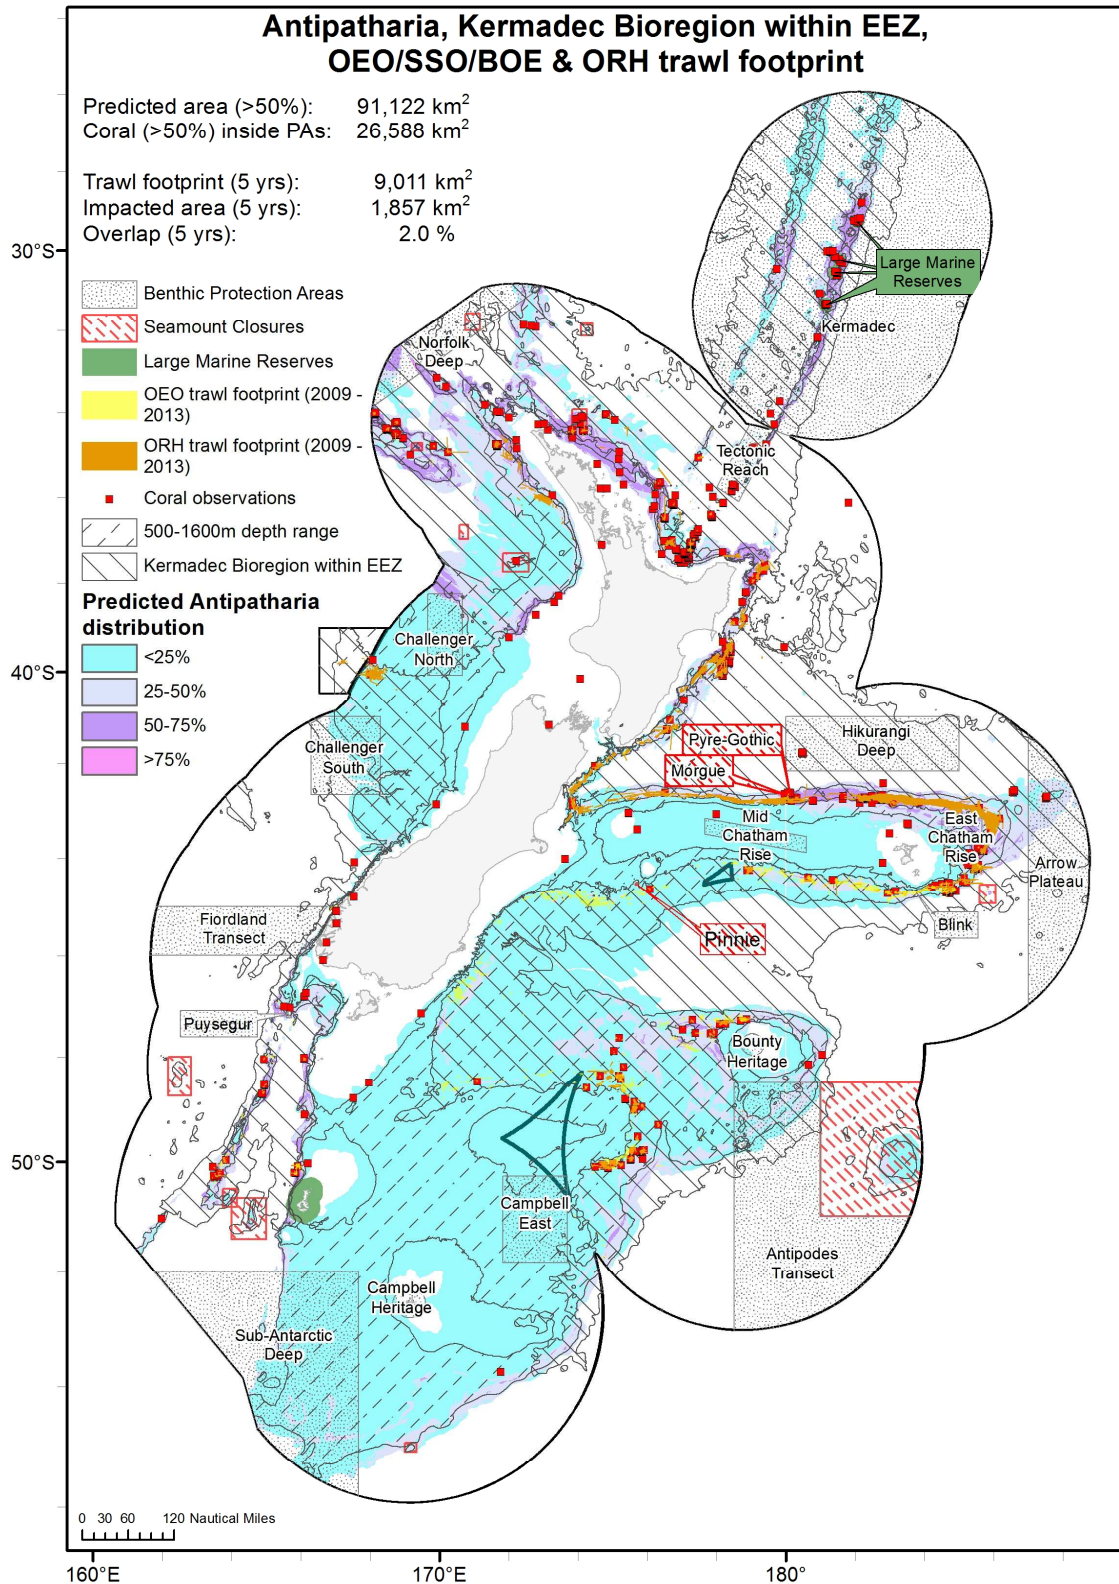 Antipatharia, Kermadec Bioregion within EEZ,
OEO/SSO/BOE & ORH trawl footprint
Predicted area (>50%): 91,122 km²
Coral (>50%) inside PAs: 26,588 km²
Trawl footprint (5 yrs): 9,011 km²
Impacted area (5 yrs): 1,857 km²
Overlap (5 yrs): 2.0 %
Benthic Protection Areas
Seamount Closures
Large Marine Reserves
OEO trawl footprint (2009 -
2013)
ORH trawl footprint (2009 -
2013)
Coral observations
500-1600m depth range
Kermadec Bioregion within EEZ
Predicted Antipatharia
distribution
<25%
25-50%
50-75%
>75%
30°S
40°S
50°S
160°E
170°E
180°
0 30 60 120 Nautical Miles
Large Marine
Reserves
Kermadec
Norfolk
Deep
Tectonic
Reach
Challenger
North
Challenger
South
Pyre-Gothic
Morgue
Hikurangi
Deep
Mid
Chatham
Rise
East
Chatham
Rise
Arrow
Plateau
Fiordland
Transect
Pinnie
Blink
Puysegur
Bounty
Heritage
Campbell
East
Antipodes
Transect
Campbell
Heritage
Sub-Antarctic
Deep